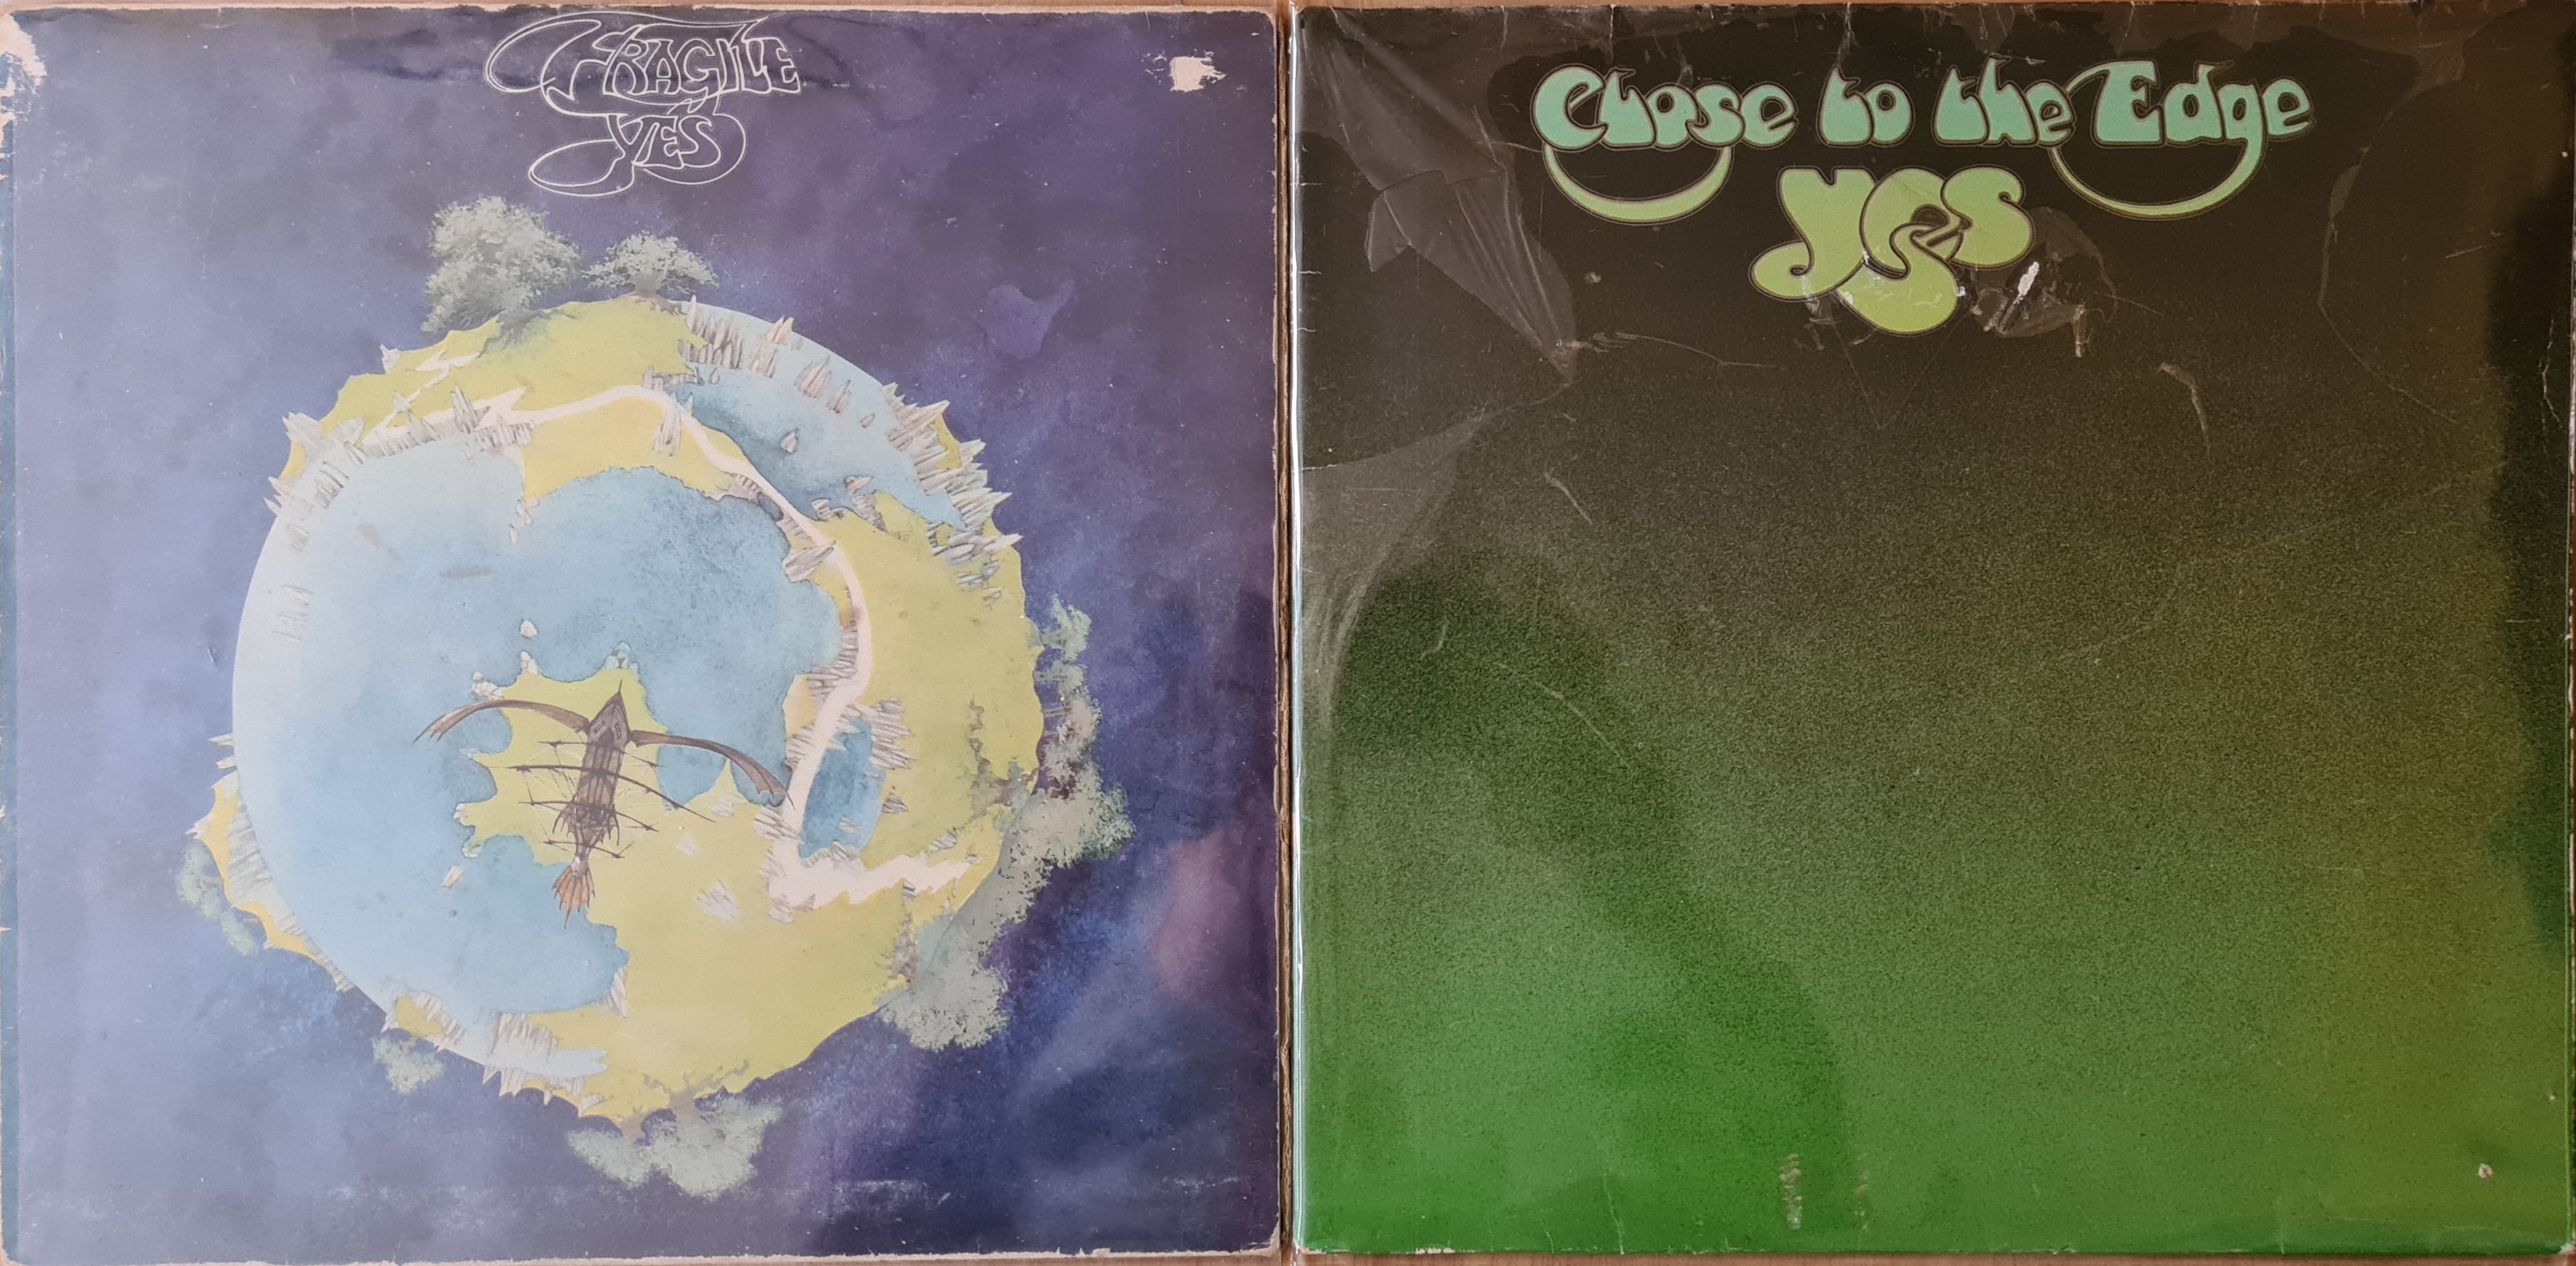 FRAGILE
YES
Close to the Edge
yes